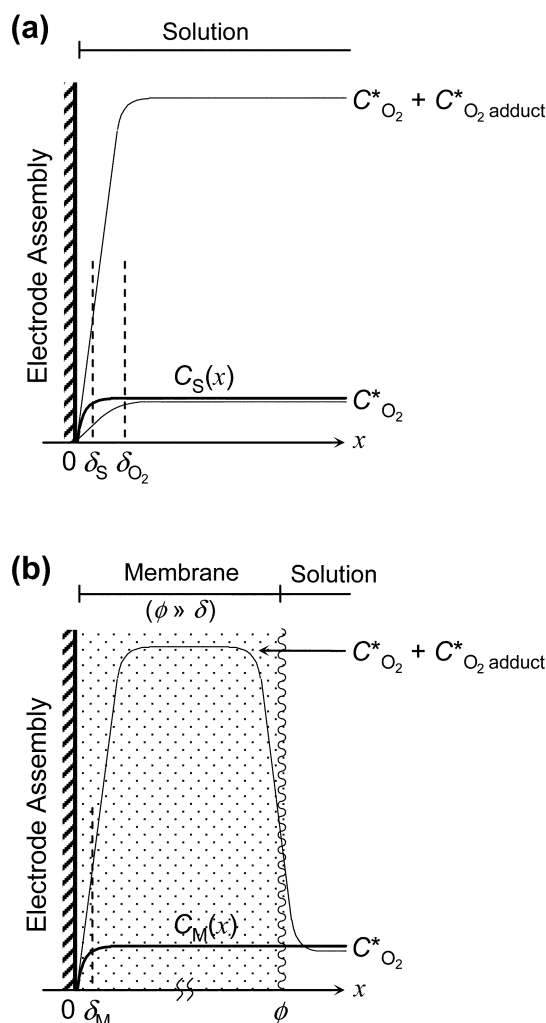 (a)
Solution
C*O2 + C*O2 adduct
Electrode Assembly
CS(x)
C*O2
x
0 δS δO2
(b)
Membrane
Solution
(ϕ » δ)
C*O2 + C*O2 adduct
Electrode Assembly
CM(x)
C*O2
x
0 δM ϕ